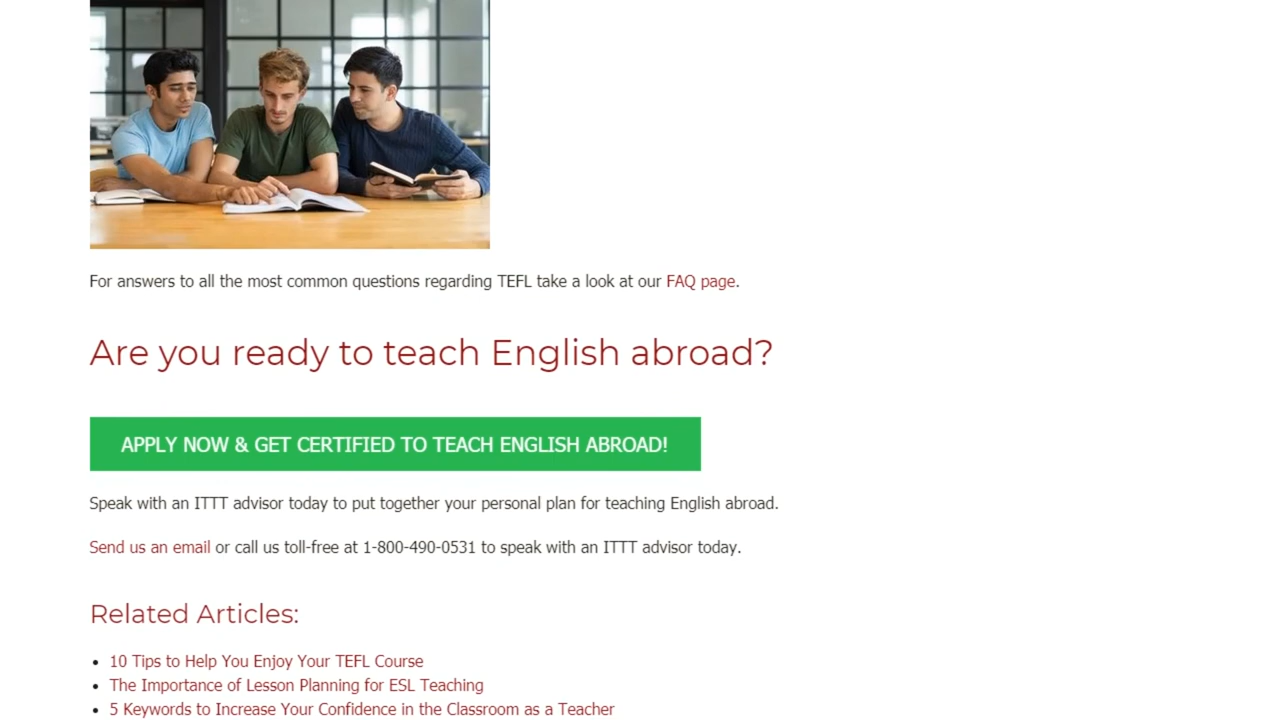 For answers to all the most common questions regarding TEFL take a look at our FAQ page.
Are you ready to teach English abroad?
APPLY NOW & GET CERTIFIED TO TEACH ENGLISH ABROAD!
Speak with an ITTT advisor today to put together your personal plan for teaching English abroad.
Send us an email or call us toll-free at 1-800-490-0531 to speak with an ITTT advisor today.
Related Articles:
• 10 Tips to Help You Enjoy Your TEFL Course
• The Importance of Lesson Planning for ESL Teaching
• 5 Keywords to Increase Your Confidence in the Classroom as a Teacher